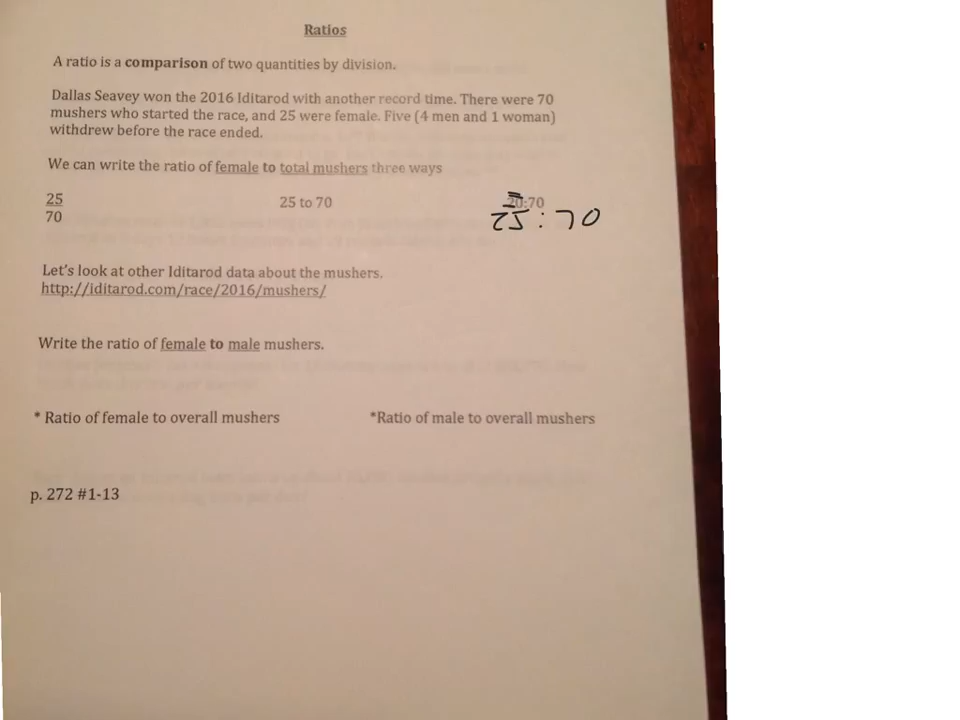 Ratios
A ratio is a comparison of two quantities by division.
Dallas Seavey won the 2016 Iditarod with another record time. There were 70
mushers who started the race, and 25 were female. Five (4 men and 1 woman)
withdrew before the race ended.
We can write the ratio of female to total mushers three ways
25
70
25 to 70
:70
25:70
Let's look at other Iditarod data about the mushers.
http://iditarod.com/race/2016/mushers/
Write the ratio of female to male mushers.
* Ratio of female to overall mushers
*Ratio of male to overall mushers
p. 272 #1-13